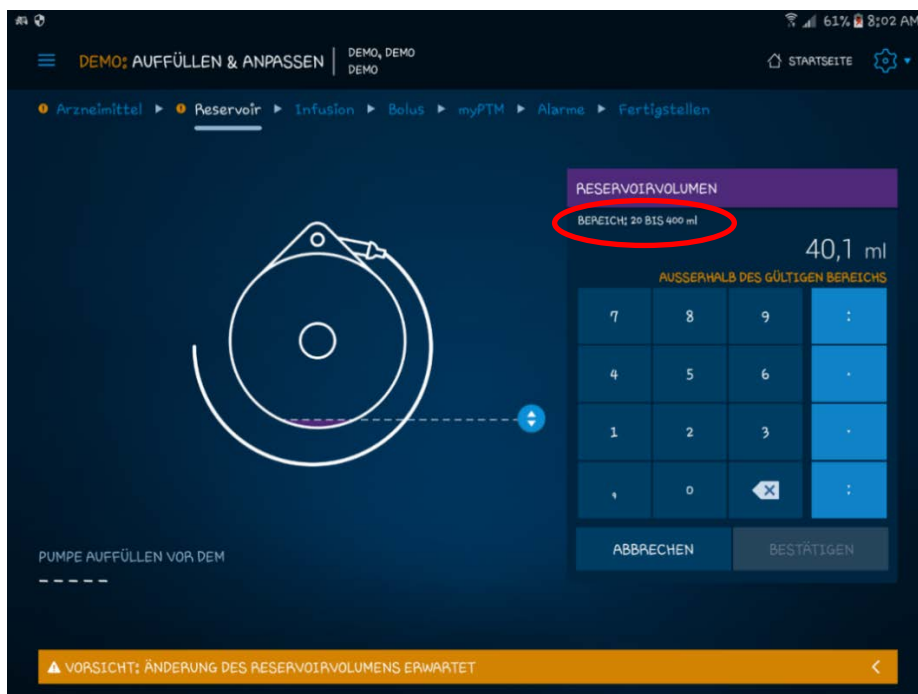 61% 8:02 AM
DEMO: AUFFÜLLEN & ANPASSEN
DEMO, DEMO
DEMO
STARTSEITE
Arzneimittel ► Reservoir ► Infusion ► Bolus ► myPTM ► Alarme ► Fertigstellen
RESERVOIRVOLUMEN
BEREICH: 20 BIS 400 ml
40,1 ml
AUSSERHALB DES GÜLTIGEN BEREICHS
7 8 9 :
4 5 6 ·
1 2 3 ·
, 0 :
ABBRECHEN BESTÄTIGEN
PUMPE AUFFÜLLEN VOR DEM
-----
VORSICHT: ÄNDERUNG DES RESERVOIRVOLUMENS ERWARTET